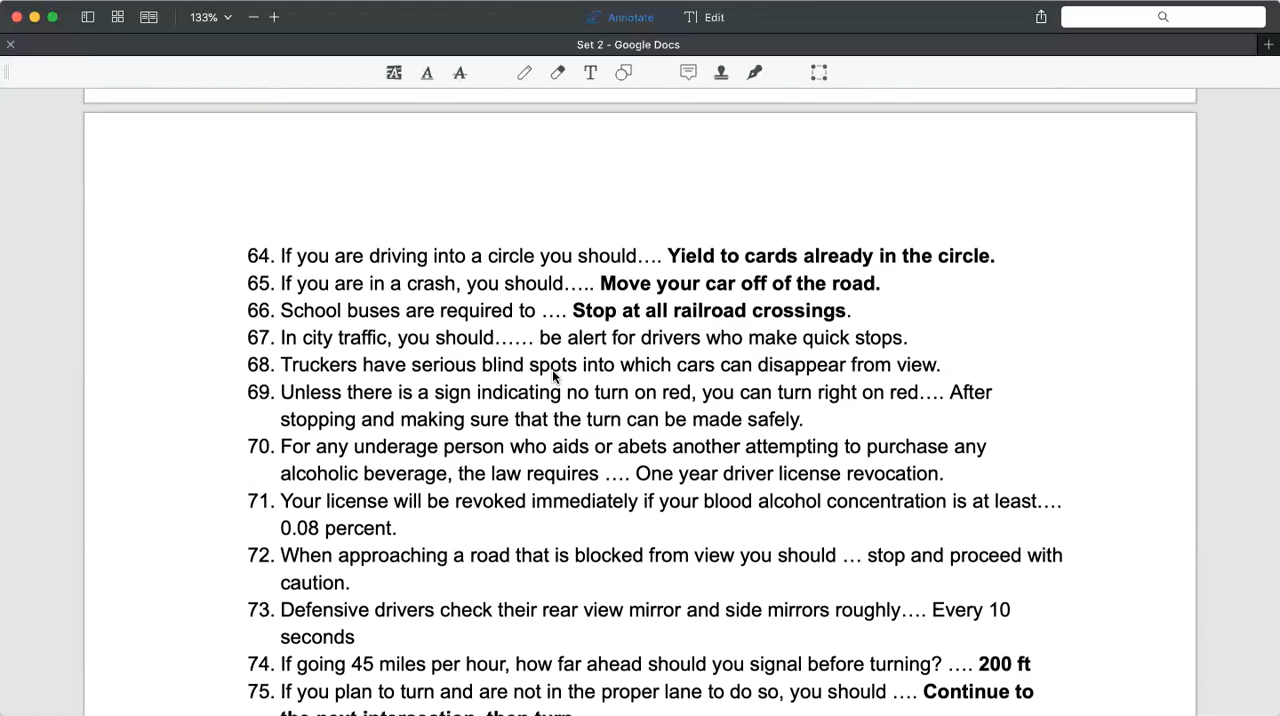 133%
Annotate
Edit
Set 2 - Google Docs
64. If you are driving into a circle you should…. Yield to cards already in the circle.
65. If you are in a crash, you should….. Move your car off of the road.
66. School buses are required to …. Stop at all railroad crossings.
67. In city traffic, you should…… be alert for drivers who make quick stops.
68. Truckers have serious blind spots into which cars can disappear from view.
69. Unless there is a sign indicating no turn on red, you can turn right on red…. After
stopping and making sure that the turn can be made safely.
70. For any underage person who aids or abets another attempting to purchase any
alcoholic beverage, the law requires …. One year driver license revocation.
71. Your license will be revoked immediately if your blood alcohol concentration is at least….
0.08 percent.
72. When approaching a road that is blocked from view you should … stop and proceed with
caution.
73. Defensive drivers check their rear view mirror and side mirrors roughly…. Every 10
seconds
74. If going 45 miles per hour, how far ahead should you signal before turning? …. 200 ft
75. If you plan to turn and are not in the proper lane to do so, you should …. Continue to
the next intersection, then turn